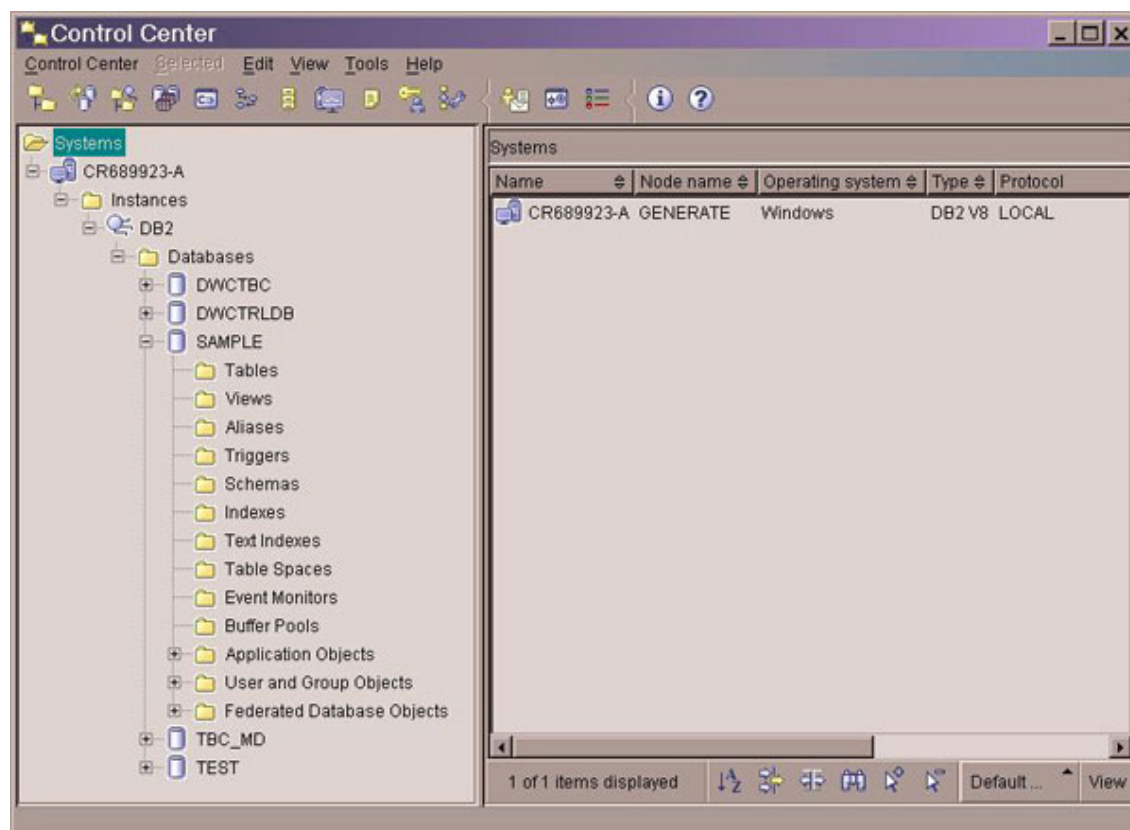 Control Center
Control Center Selected Edit View Tools Help
Systems
CR689923-A
Instances
DB2
Databases
DWCTBC
DWCTRLDB
SAMPLE
Tables
Views
Aliases
Triggers
Schemas
Indexes
Text Indexes
Table Spaces
Event Monitors
Buffer Pools
Application Objects
User and Group Objects
Federated Database Objects
TBC_MD
TEST
Systems
Name Node name Operating system Type Protocol
CR689923-A GENERATE Windows DB2 V8 LOCAL
1 of 1 items displayed Default ... View